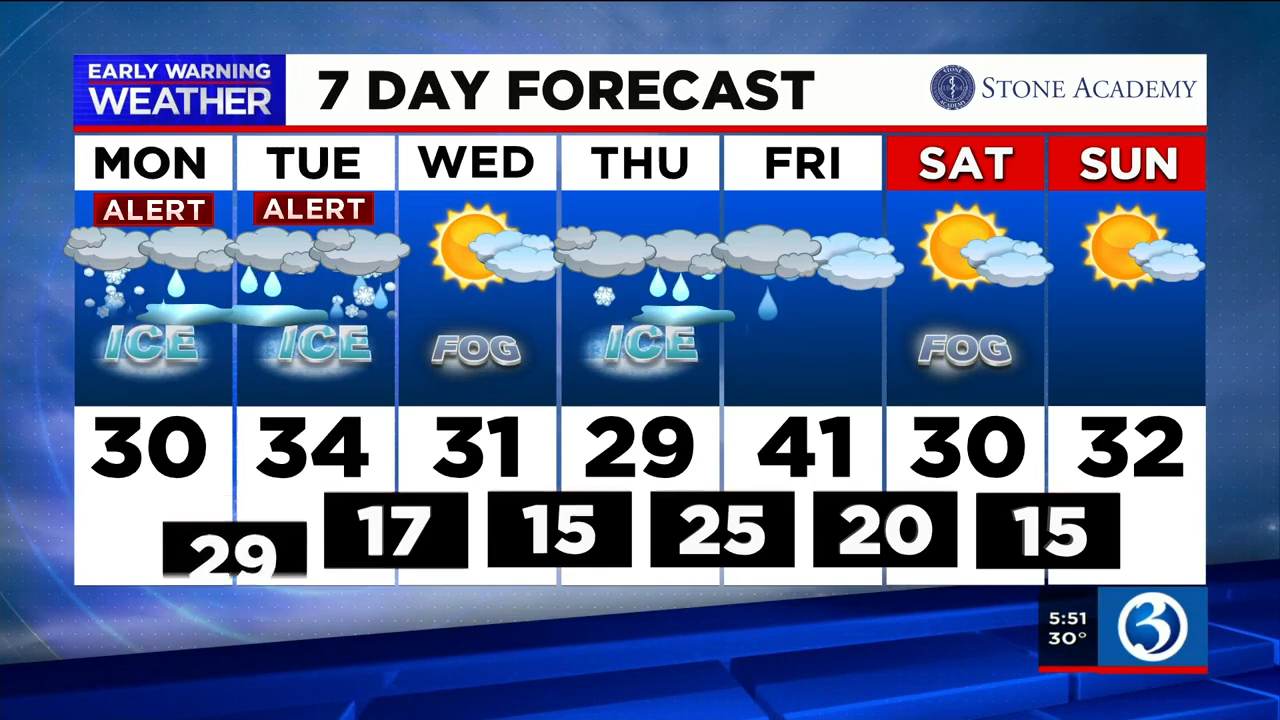 EARLY WARNING
WEATHER
7 DAY FORECAST
STONE ACADEMY
MON TUE WED THU FRI SAT SUN
ALERT ALERT
ICE ICE FOG ICE FOG
30 34 31 29 41 30 32
29 17 15 25 20 15
5:51
30°
3